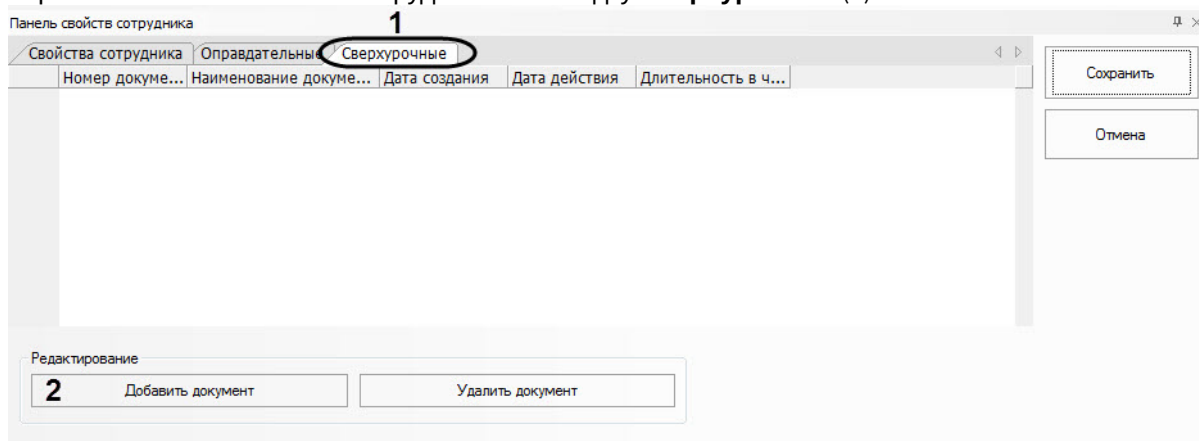 1
Панель свойств сотрудника
Свойства сотрудника Оправдательные Сверхурочные
Номер докуме... Наименование докуме... Дата создания Дата действия Длительность в ч...
Сохранить
Отмена
Редактирование
2 Добавить документ Удалить документ